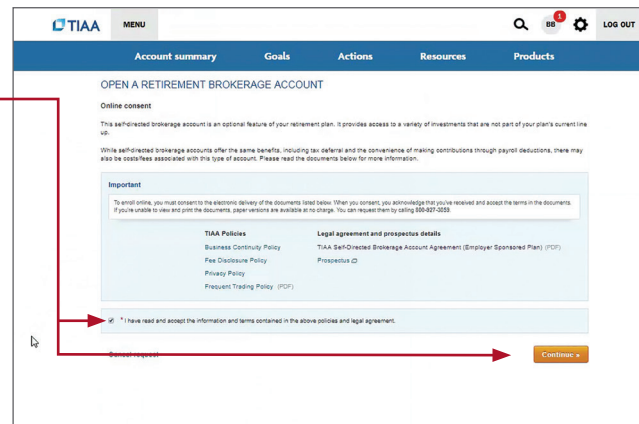 TIAA MENU BB 1 LOG OUT
Account summary Goals Actions Resources Products
OPEN A RETIREMENT BROKERAGE ACCOUNT
Online consent
This self-directed brokerage account is an optional feature of your retirement plan. It provides access to a variety of investments that are not part of your plan's current line
up.
While self-directed brokerage accounts offer the same benefits, including tax deferral and the convenience of making contributions through payroll deductions, there may
also be costs/fees associated with this type of account. Please read the documents below for more information.
Important
To enroll online, you must consent to the electronic delivery of the documents listed below. When you consent, you acknowledge that you've received and accept the terms in the documents.
If you're unable to view and print the documents, paper versions are available at no charge. You can request them by calling
TIAA Policies
Business Continuity Policy
Fee Disclosure Policy
Privacy Policy
Frequent Trading Policy (PDF)
Legal agreement and prospectus details
TIAA Self-Directed Brokerage Account Agreement (Employer Sponsored Plan) (PDF)
Prospectus
* I have read and accept the information and terms contained in the above policies and legal agreement.
Cancel request
Continue »